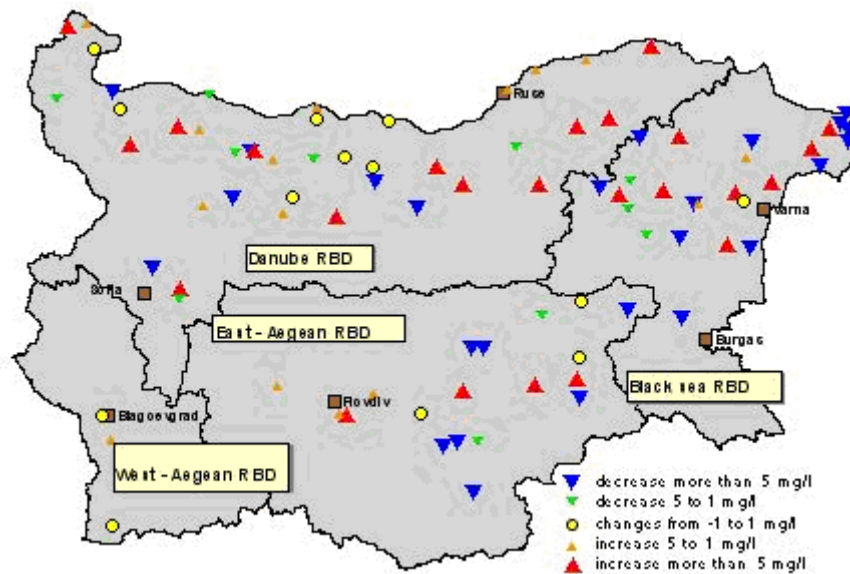 Ruse
Varna
Danube RBD
Sofia
East - Aegean RBD
Burgas
Black sea RBD
Plovdiv
Blagoevgrad
West - Aegean RBD
decrease more than 5 mg/l
decrease 5 to 1 mg/l
changes from -1 to 1 mg/l
increase 5 to 1 mg/l
increase more than 5 mg/l